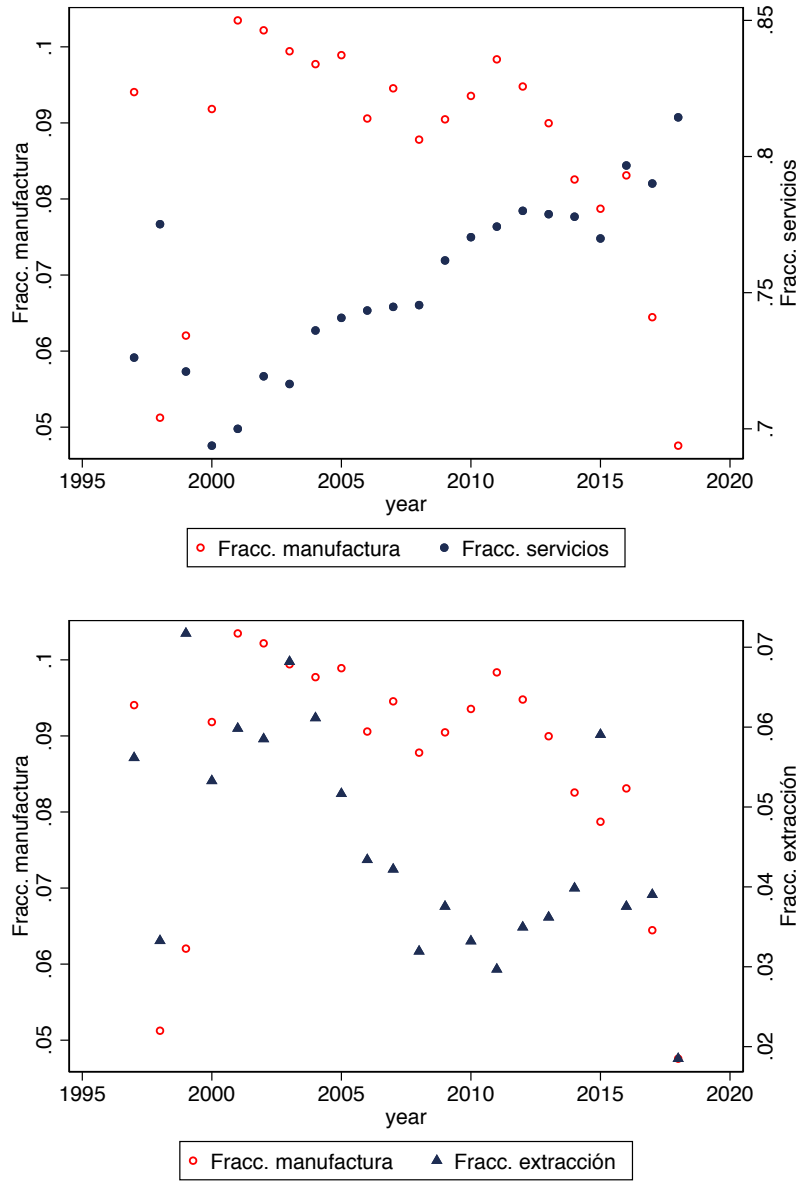 .1
.09
.08
.07
.06
.05
Fracc. manufactura
.85
.8
.75
.7
Fracc. servicios
1995 2000 2005 2010 2015 2020
year
Fracc. manufactura Fracc. servicios
.1
.09
.08
.07
.06
.05
Fracc. manufactura
.07
.06
.05
.04
.03
.02
Fracc. extracción
1995 2000 2005 2010 2015 2020
year
Fracc. manufactura Fracc. extracción